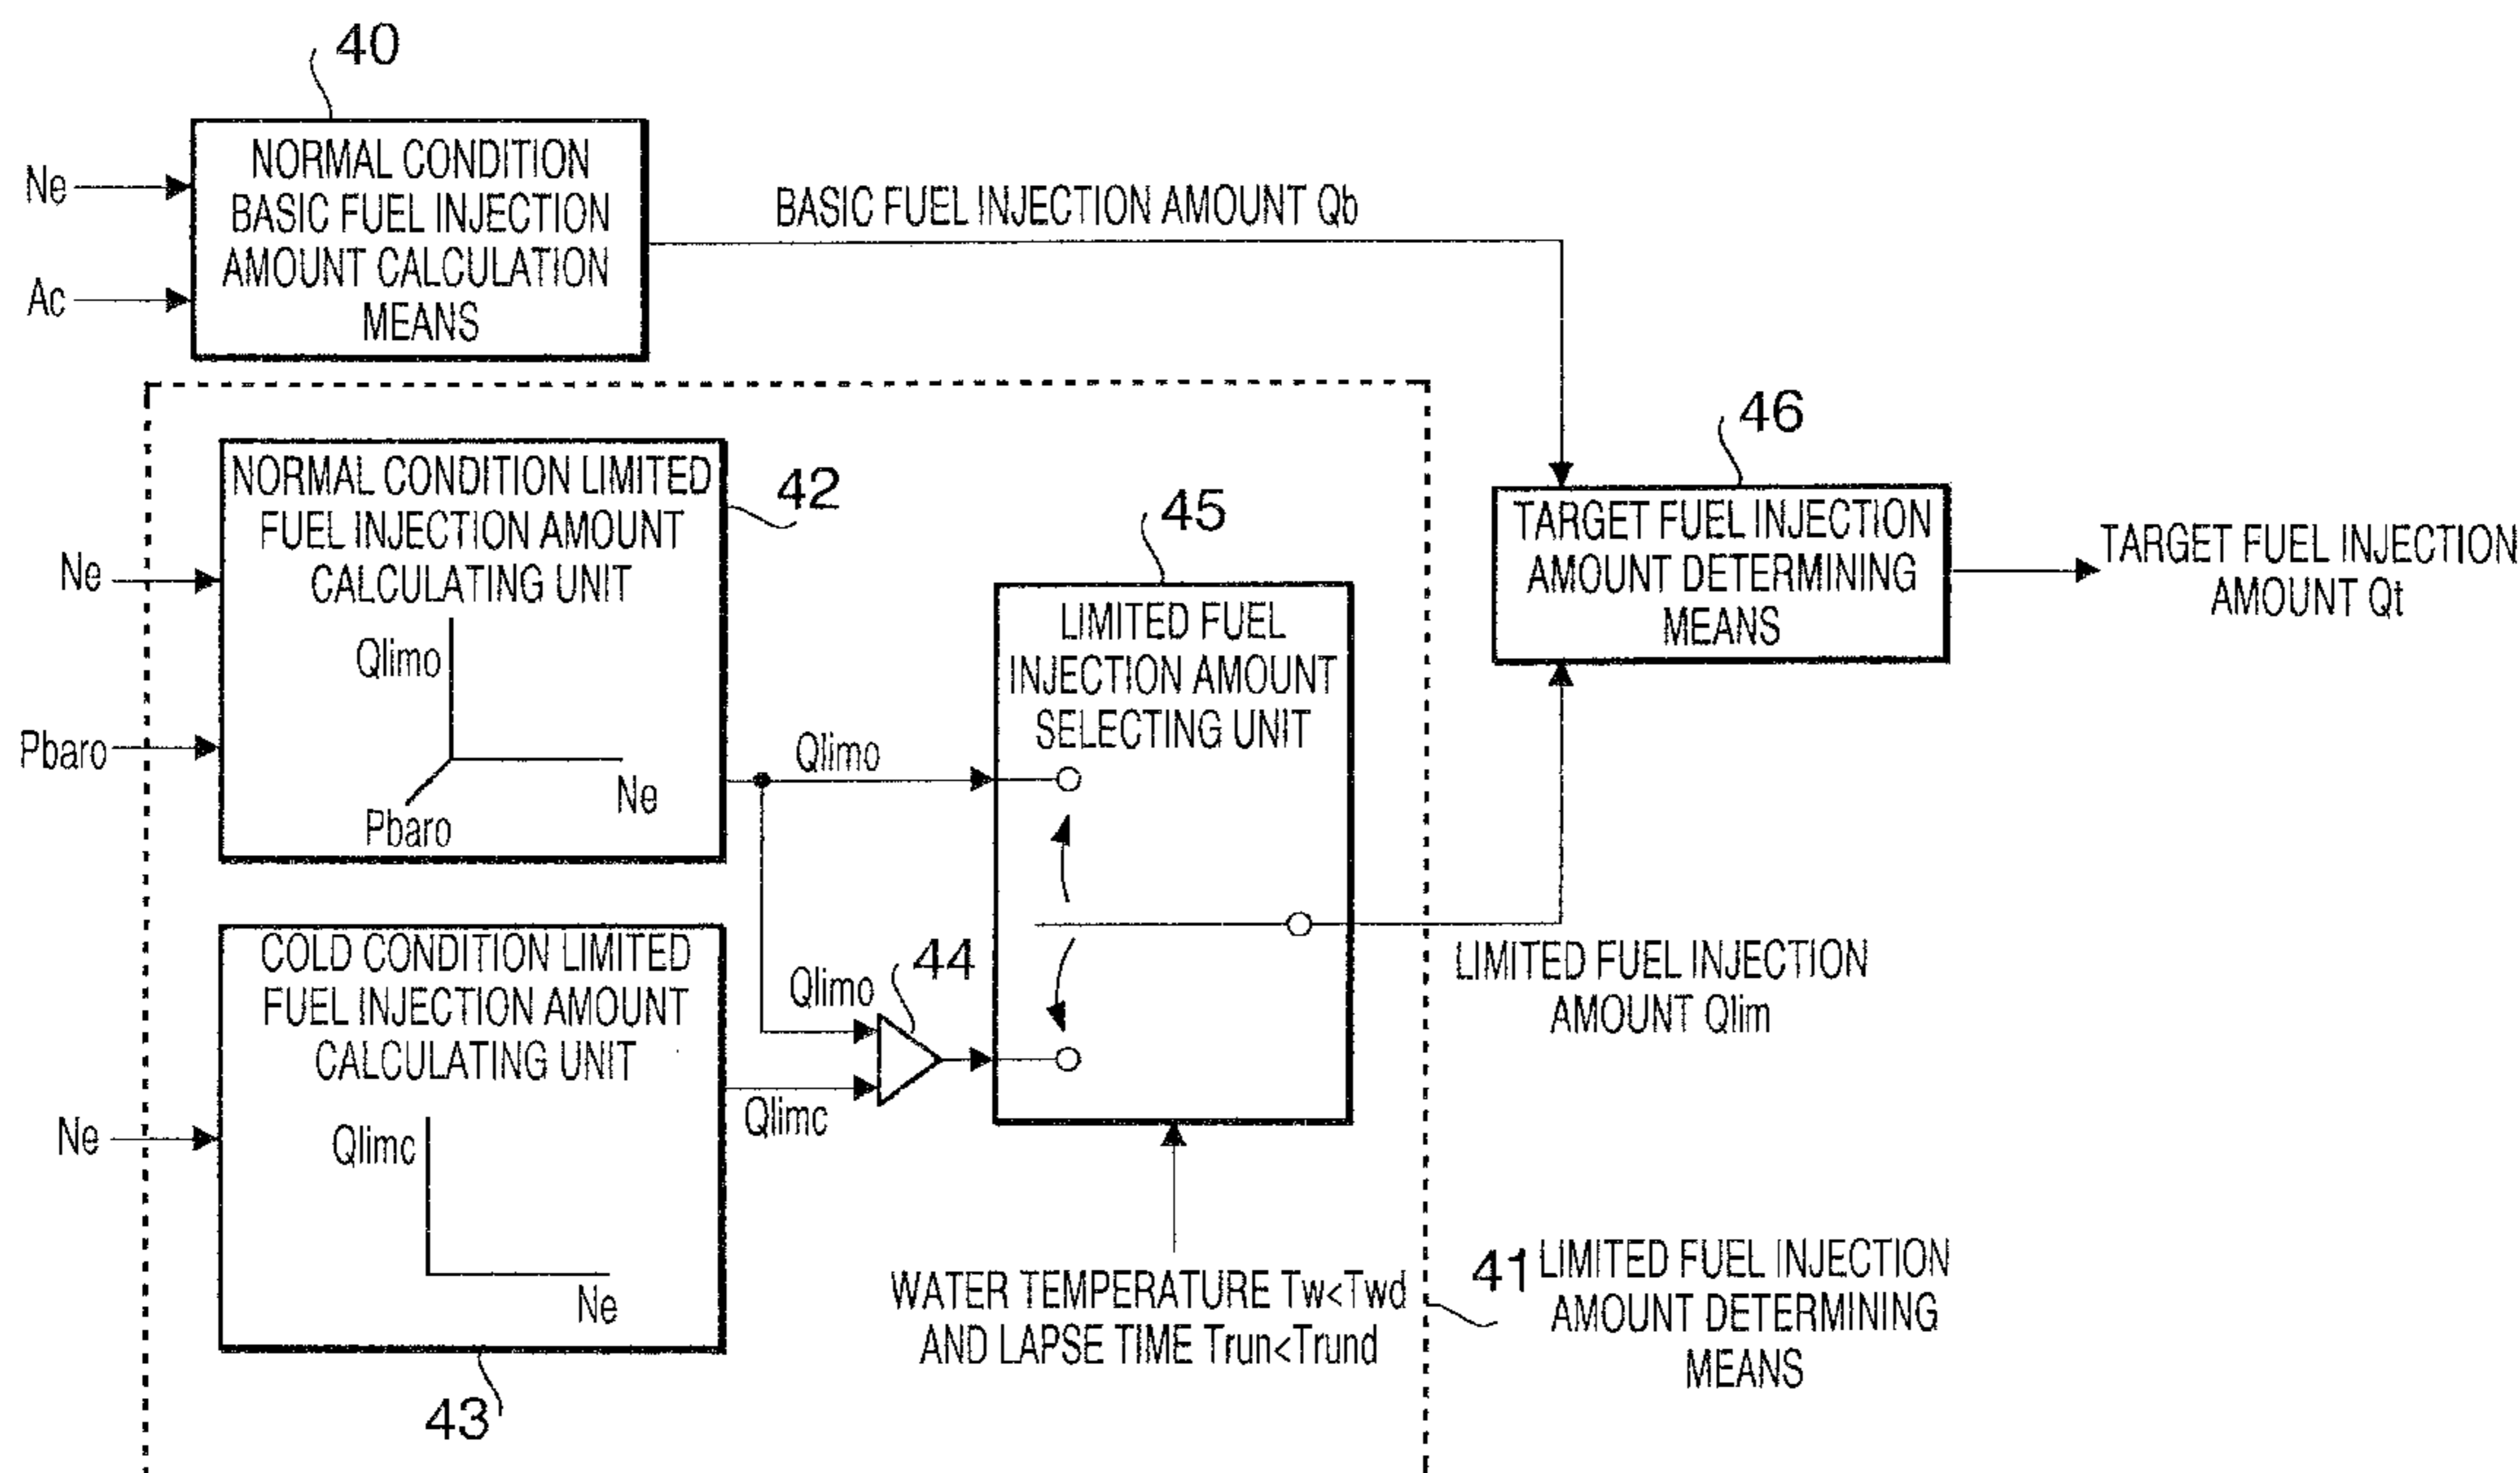 40
NORMAL CONDITION
BASIC FUEL INJECTION
AMOUNT CALCULATION
MEANS
Ne
Ac
BASIC FUEL INJECTION AMOUNT Qb
NORMAL CONDITION LIMITED
FUEL INJECTION AMOUNT
CALCULATING UNIT
42
Ne
Pbaro
Qlimo
Ne
Pbaro
Qlimo
45
LIMITED FUEL
INJECTION AMOUNT
SELECTING UNIT
46
TARGET FUEL INJECTION
AMOUNT DETERMINING
MEANS
TARGET FUEL INJECTION
AMOUNT Qt
COLD CONDITION LIMITED
FUEL INJECTION AMOUNT
CALCULATING UNIT
Ne
Qlimc
Ne
43
Qlimo
44
Qlimc
LIMITED FUEL INJECTION
AMOUNT Qlim
WATER TEMPERATURE Tw<Twd
AND LAPSE TIME Trun<Trund
41 LIMITED FUEL INJECTION
AMOUNT DETERMINING
MEANS